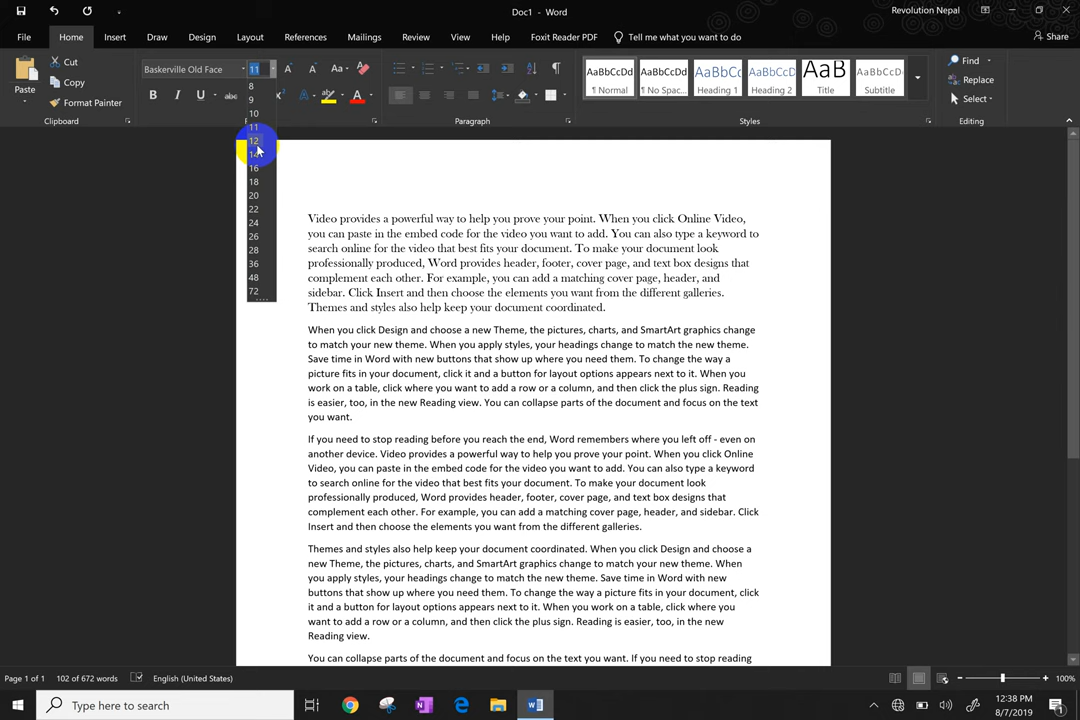 Doc1 - Word
Revolution Nepal
File Home Insert Draw Design Layout References Mailings Review View Help Foxit Reader PDF Tell me what you want to do Share
Paste
Cut
Copy
Format Painter
Clipboard
Baskerville Old Face 11
Aa
B I U abc
8
9
10
11
12
14
16
18
20
22
24
26
28
36
48
72
Paragraph
AaBbCcDd
¶ Normal
AaBbCcDd
¶ No Spac...
AaBbCc
Heading 1
AaBbCcD
Heading 2
AaB
Title
AaBbCcD
Subtitle
Styles
Find
Replace
Select
Editing
Video provides a powerful way to help you prove your point. When you click Online Video,
you can paste in the embed code for the video you want to add. You can also type a keyword to
search online for the video that best fits your document. To make your document look
professionally produced, Word provides header, footer, cover page, and text box designs that
complement each other. For example, you can add a matching cover page, header, and
sidebar. Click Insert and then choose the elements you want from the different galleries.
Themes and styles also help keep your document coordinated.
When you click Design and choose a new Theme, the pictures, charts, and SmartArt graphics change
to match your new theme. When you apply styles, your headings change to match the new theme.
Save time in Word with new buttons that show up where you need them. To change the way a
picture fits in your document, click it and a button for layout options appears next to it. When you
work on a table, click where you want to add a row or a column, and then click the plus sign. Reading
is easier, too, in the new Reading view. You can collapse parts of the document and focus on the text
you want.
If you need to stop reading before you reach the end, Word remembers where you left off - even on
another device. Video provides a powerful way to help you prove your point. When you click Online
Video, you can paste in the embed code for the video you want to add. You can also type a keyword
to search online for the video that best fits your document. To make your document look
professionally produced, Word provides header, footer, cover page, and text box designs that
complement each other. For example, you can add a matching cover page, header, and sidebar. Click
Insert and then choose the elements you want from the different galleries.
Themes and styles also help keep your document coordinated. When you click Design and choose a
new Theme, the pictures, charts, and SmartArt graphics change to match your new theme. When
you apply styles, your headings change to match the new theme. Save time in Word with new
buttons that show up where you need them. To change the way a picture fits in your document, click
it and a button for layout options appears next to it. When you work on a table, click where you
want to add a row or a column, and then click the plus sign. Reading is easier, too, in the new
Reading view.
You can collapse parts of the document and focus on the text you want. If you need to stop reading
Page 1 of 1 102 of 672 words English (United States) 100%
Type here to search
12:38 PM
8/7/2019